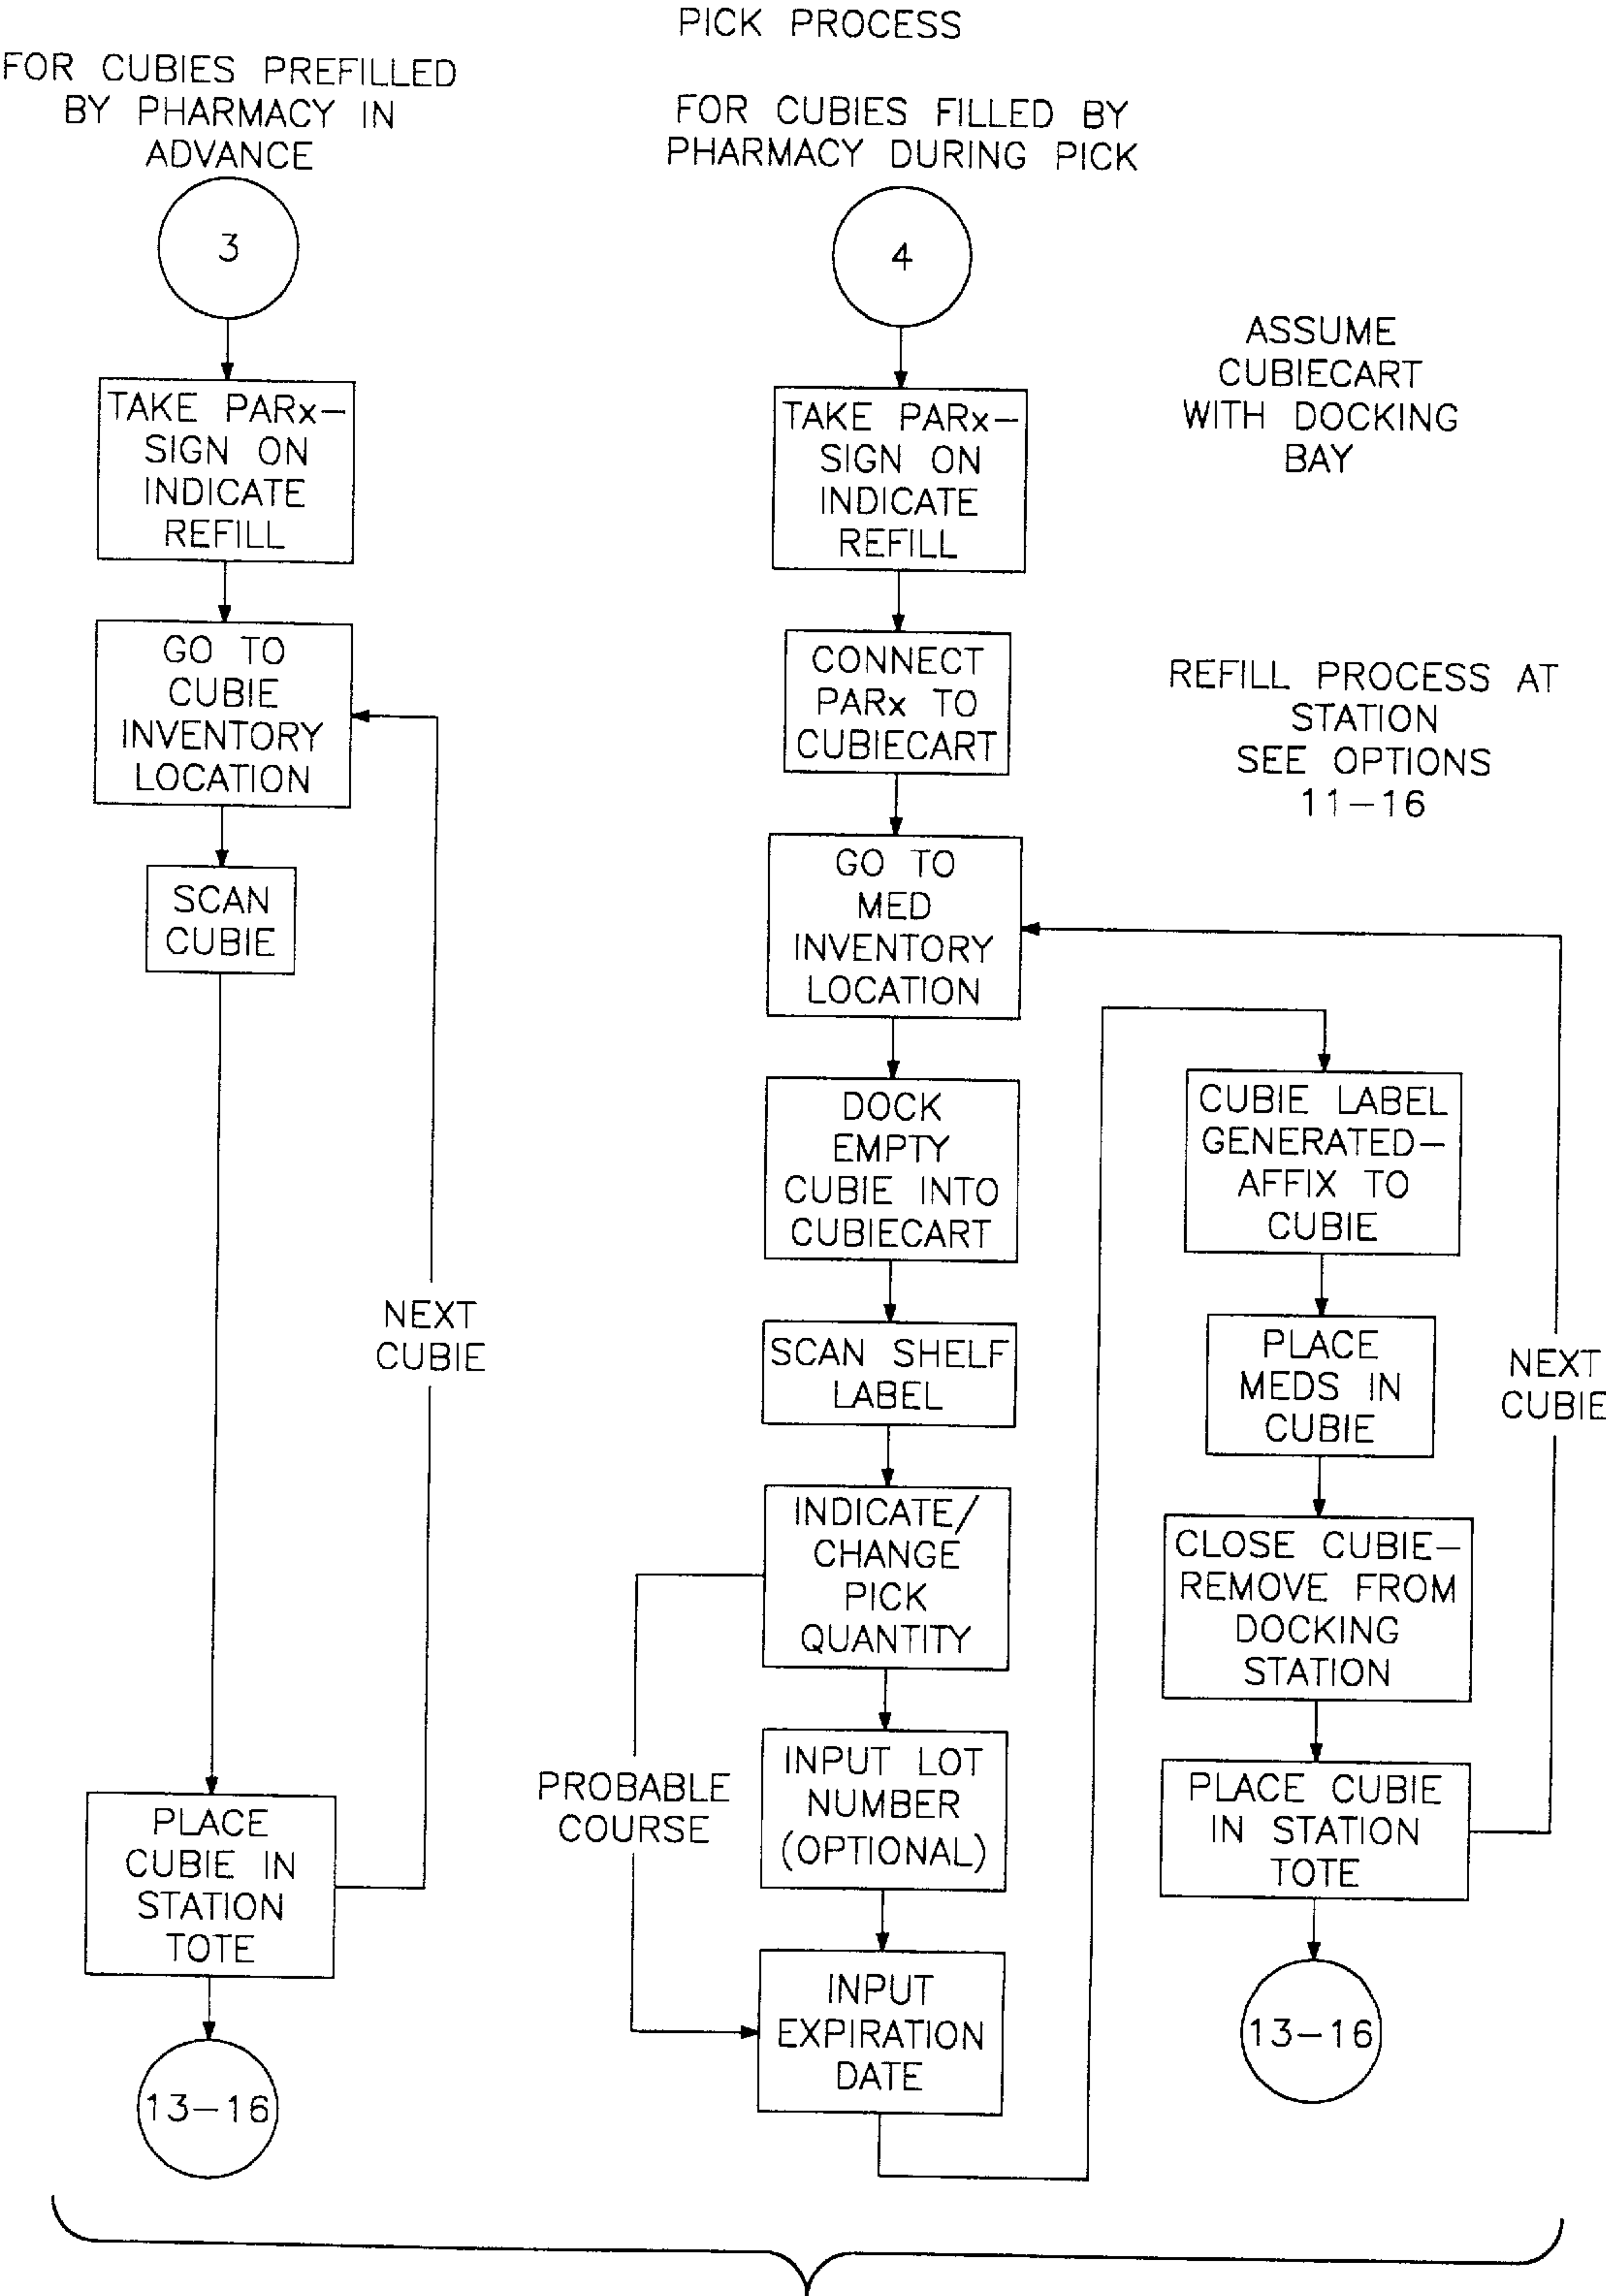 PICK PROCESS
FOR CUBIES PREFILLED
BY PHARMACY IN
ADVANCE
3
TAKE PARx–
SIGN ON
INDICATE
REFILL
GO TO
CUBIE
INVENTORY
LOCATION
SCAN
CUBIE
NEXT
CUBIE
PLACE
CUBIE IN
STATION
TOTE
13–16
FOR CUBIES FILLED BY
PHARMACY DURING PICK
4
TAKE PARx–
SIGN ON
INDICATE
REFILL
CONNECT
PARx TO
CUBIECART
GO TO
MED
INVENTORY
LOCATION
DOCK
EMPTY
CUBIE INTO
CUBIECART
SCAN SHELF
LABEL
INDICATE/
CHANGE
PICK
QUANTITY
PROBABLE
COURSE
INPUT LOT
NUMBER
(OPTIONAL)
INPUT
EXPIRATION
DATE
ASSUME
CUBIECART
WITH DOCKING
BAY
REFILL PROCESS AT
STATION
SEE OPTIONS
11–16
CUBIE LABEL
GENERATED–
AFFIX TO
CUBIE
PLACE
MEDS IN
CUBIE
NEXT
CUBIE
CLOSE CUBIE–
REMOVE FROM
DOCKING
STATION
PLACE CUBIE
IN STATION
TOTE
13–16